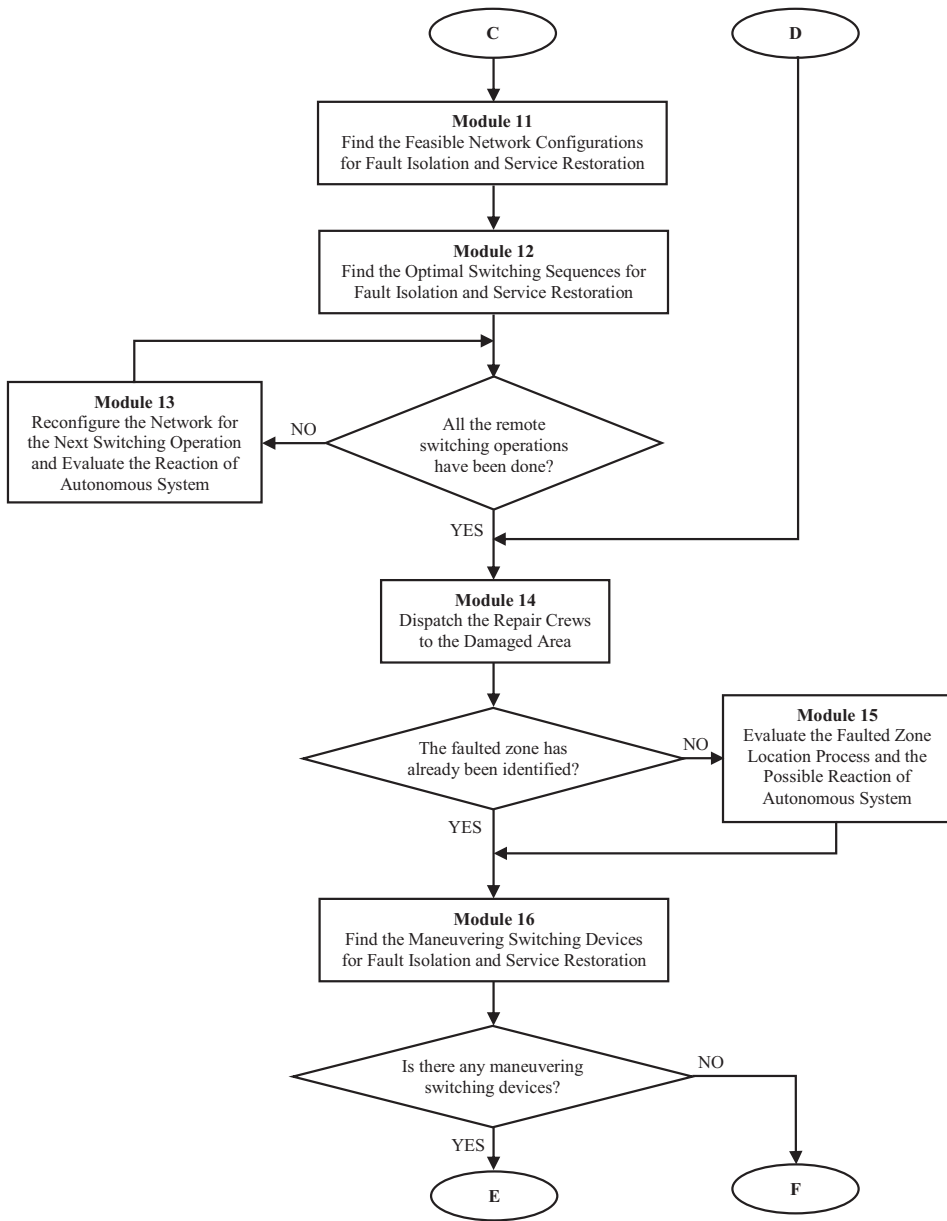 C
D
Module 11
Find the Feasible Network Configurations
for Fault Isolation and Service Restoration
Module 12
Find the Optimal Switching Sequences for
Fault Isolation and Service Restoration
Module 13
Reconfigure the Network for
the Next Switching Operation
and Evaluate the Reaction of
Autonomous System
NO
All the remote
switching operations
have been done?
YES
Module 14
Dispatch the Repair Crews
to the Damaged Area
The faulted zone has
already been identified?
NO
Module 15
Evaluate the Faulted Zone
Location Process and the
Possible Reaction of
Autonomous System
YES
Module 16
Find the Maneuvering Switching Devices
for Fault Isolation and Service Restoration
Is there any maneuvering
switching devices?
NO
YES
E
F